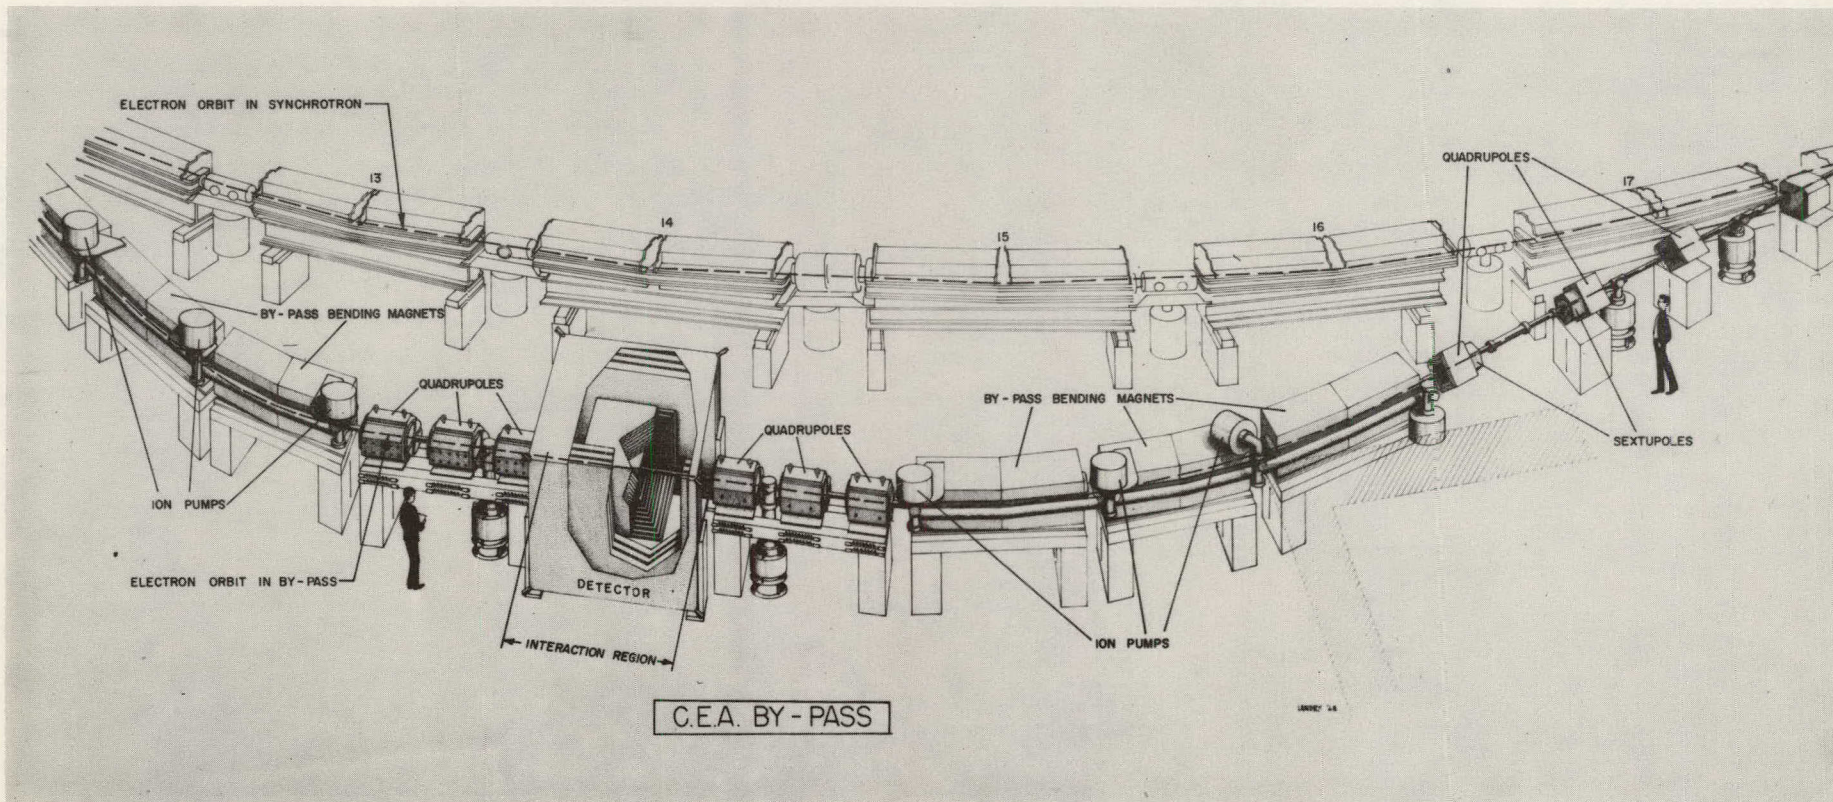 ELECTRON ORBIT IN SYNCHROTRON
QUADRUPOLES
13
17
14
15
16
BY-PASS BENDING MAGNETS
QUADRUPOLES
BY-PASS BENDING MAGNETS
QUADRUPOLES
SEXTUPOLES
ION PUMPS
ELECTRON ORBIT IN BY-PASS
DETECTOR
INTERACTION REGION
ION PUMPS
C.E.A. BY-PASS